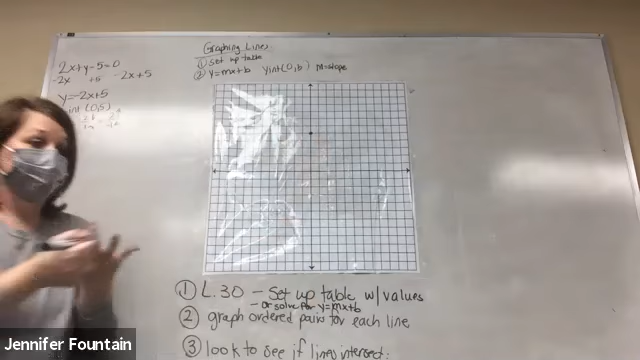 2x+y-5=0
-2x +5 -2x+5
y=-2x+5
int (0,5)
Graphing Lines
① set up table
② y=mx+b yint(0,b) m=slope
① L.30 - Set up table w/values
- or solve for y=mx+b
② graph ordered pairs for each line
③ look to see if lines intersect.
Jennifer Fountain